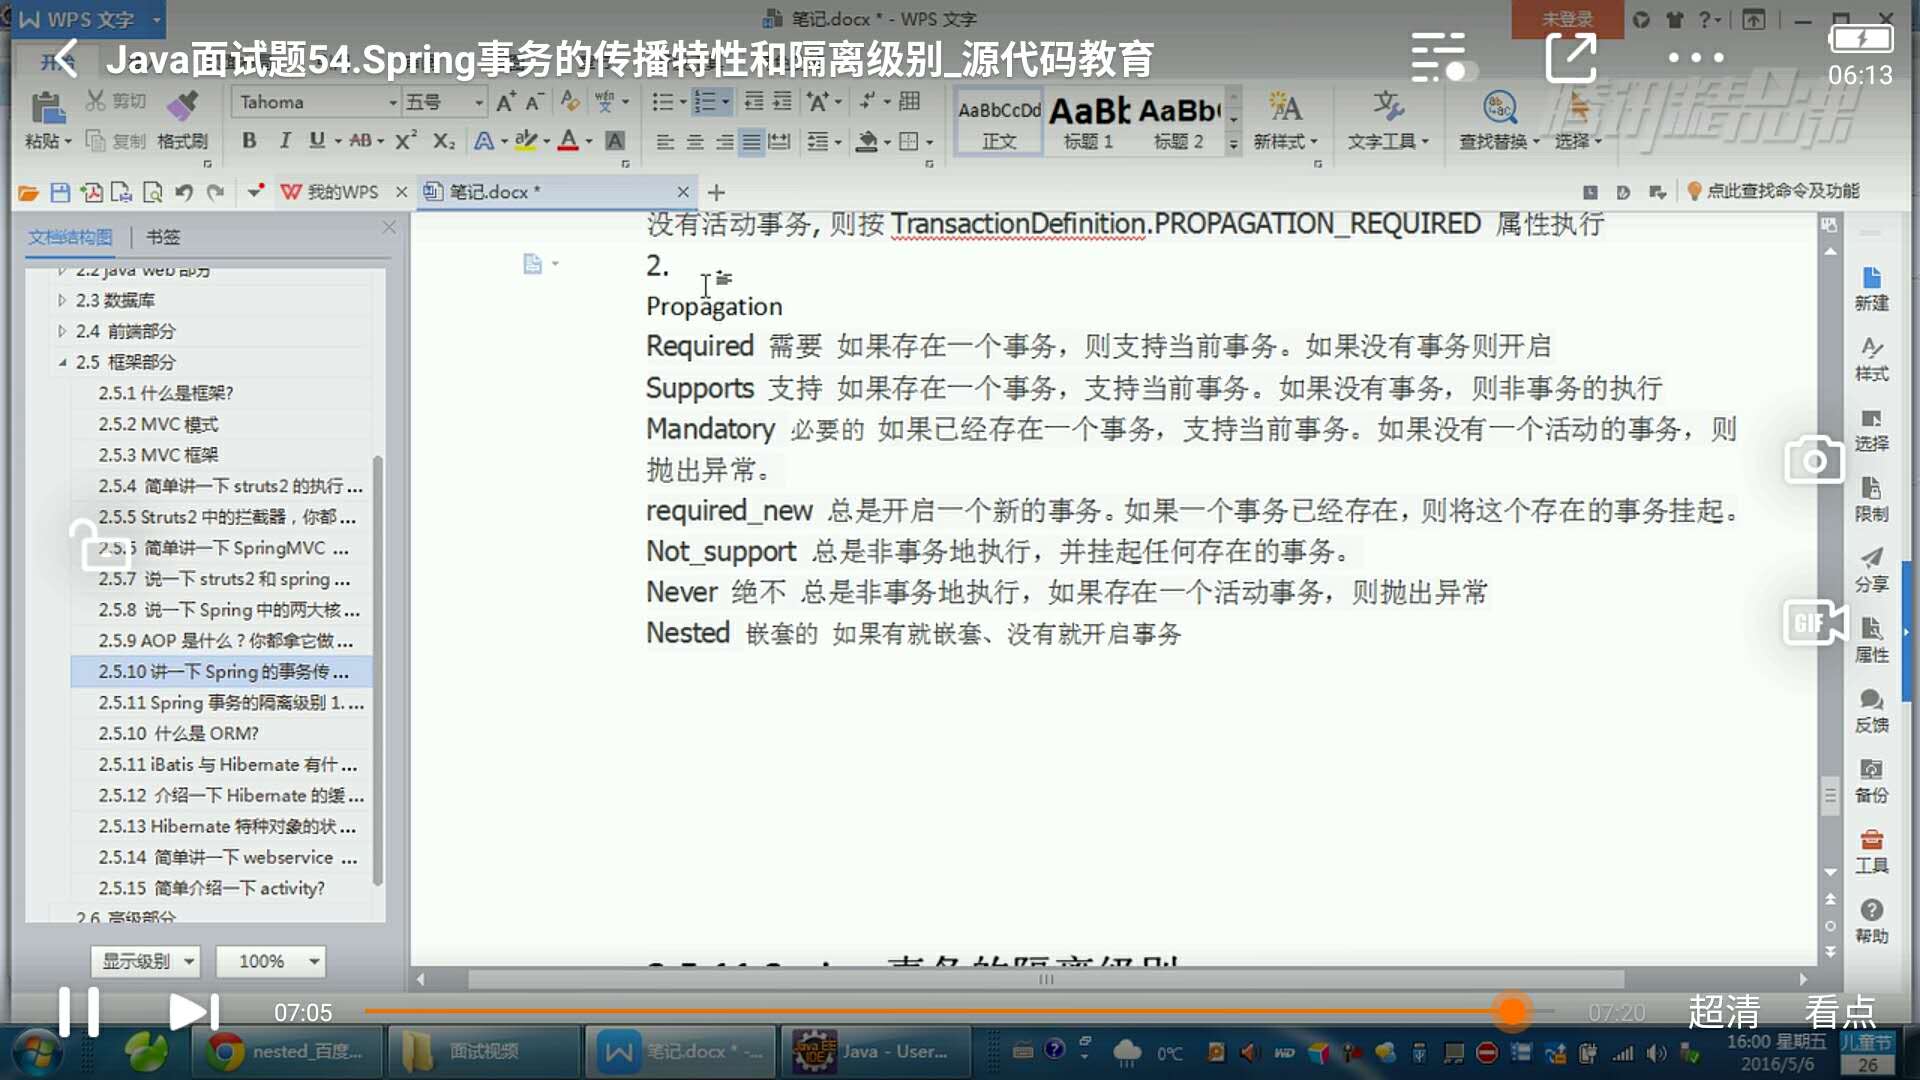 WPS 文字
笔记.docx * - WPS 文字
未登录
Java面试题54.Spring事务的传播特性和隔离级别_源代码教育
06:13
粘贴
剪切
复制
格式刷
Tahoma
五号
AaBbCcDd
正文
AaBb
标题 1
AaBb(
标题 2
新样式
文字工具
查找替换
选择
我的WPS
笔记.docx *
点此查找命令及功能
文档结构图
书签
2.2 java web 部分
2.3 数据库
2.4 前端部分
2.5 框架部分
2.5.1 什么是框架?
2.5.2 MVC 模式
2.5.3 MVC 框架
2.5.4 简单讲一下 struts2 的执行 ...
2.5.5 Struts2 中的拦截器，你都 ...
2.5.6 简单讲一下 SpringMVC ...
2.5.7 说一下 struts2 和 spring ...
2.5.8 说一下 Spring 中的两大核 ...
2.5.9 AOP 是什么？你都拿它做 ...
2.5.10 讲一下 Spring 的事务传 ...
2.5.11 Spring 事务的隔离级别 1. ...
2.5.10 什么是 ORM?
2.5.11 iBatis 与 Hibernate 有什 ...
2.5.12 介绍一下 Hibernate 的缓 ...
2.5.13 Hibernate 特种对象的状 ...
2.5.14 简单讲一下 webservice ...
2.5.15 简单介绍一下 activity?
2.6 高级部分
显示级别
100%
没有活动事务, 则按 TransactionDefinition.PROPAGATION_REQUIRED 属性执行
2.
Propagation
Required 需要 如果存在一个事务，则支持当前事务。如果没有事务则开启
Supports 支持 如果存在一个事务，支持当前事务。如果没有事务，则非事务的执行
Mandatory 必要的 如果已经存在一个事务，支持当前事务。如果没有一个活动的事务，则
抛出异常。
required_new 总是开启一个新的事务。如果一个事务已经存在，则将这个存在的事务挂起。
Not_support 总是非事务地执行，并挂起任何存在的事务。
Never 绝不 总是非事务地执行，如果存在一个活动事务，则抛出异常
Nested 嵌套的 如果有就嵌套、没有就开启事务
2.5.11 Spring 事务的隔离级别
新建
样式
选择
限制
分享
属性
反馈
备份
工具
帮助
GIF
07:05
07:20
超清
看点
nested_百度...
面试视频
笔记.docx * -...
Java - User...
0℃
16:00 星期五
2016/5/6
儿童节
26